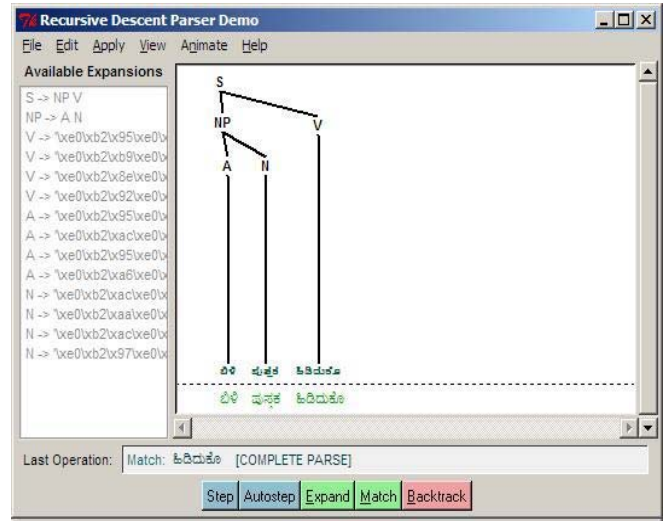 Recursive Descent Parser Demo
File Edit Apply View Animate Help
Available Expansions
S -> NP V
NP -> A N
V -> '\xe0\xb2\x95\xe0\x
V -> '\xe0\xb2\xb9\xe0\x
V -> '\xe0\xb2\x8e\xe0\x
V -> '\xe0\xb2\x92\xe0\x
A -> '\xe0\xb2\x95\xe0\x
A -> '\xe0\xb2\xac\xe0\x
A -> '\xe0\xb2\x95\xe0\x
A -> '\xe0\xb2\xa6\xe0\x
N -> '\xe0\xb2\xac\xe0\x
N -> '\xe0\xb2\xaa\xe0\x
N -> '\xe0\xb2\xac\xe0\x
N -> '\xe0\xb2\x97\xe0\x
S
NP V
A N
ಬಿಳಿ ಪುಸ್ತಕ ಹಿಡಿದುಕೊ
ಬಿಳಿ ಪುಸ್ತಕ ಹಿಡಿದುಕೊ
Last Operation: Match: ಹಿಡಿದುಕೊ [COMPLETE PARSE]
Step Autostep Expand Match Backtrack